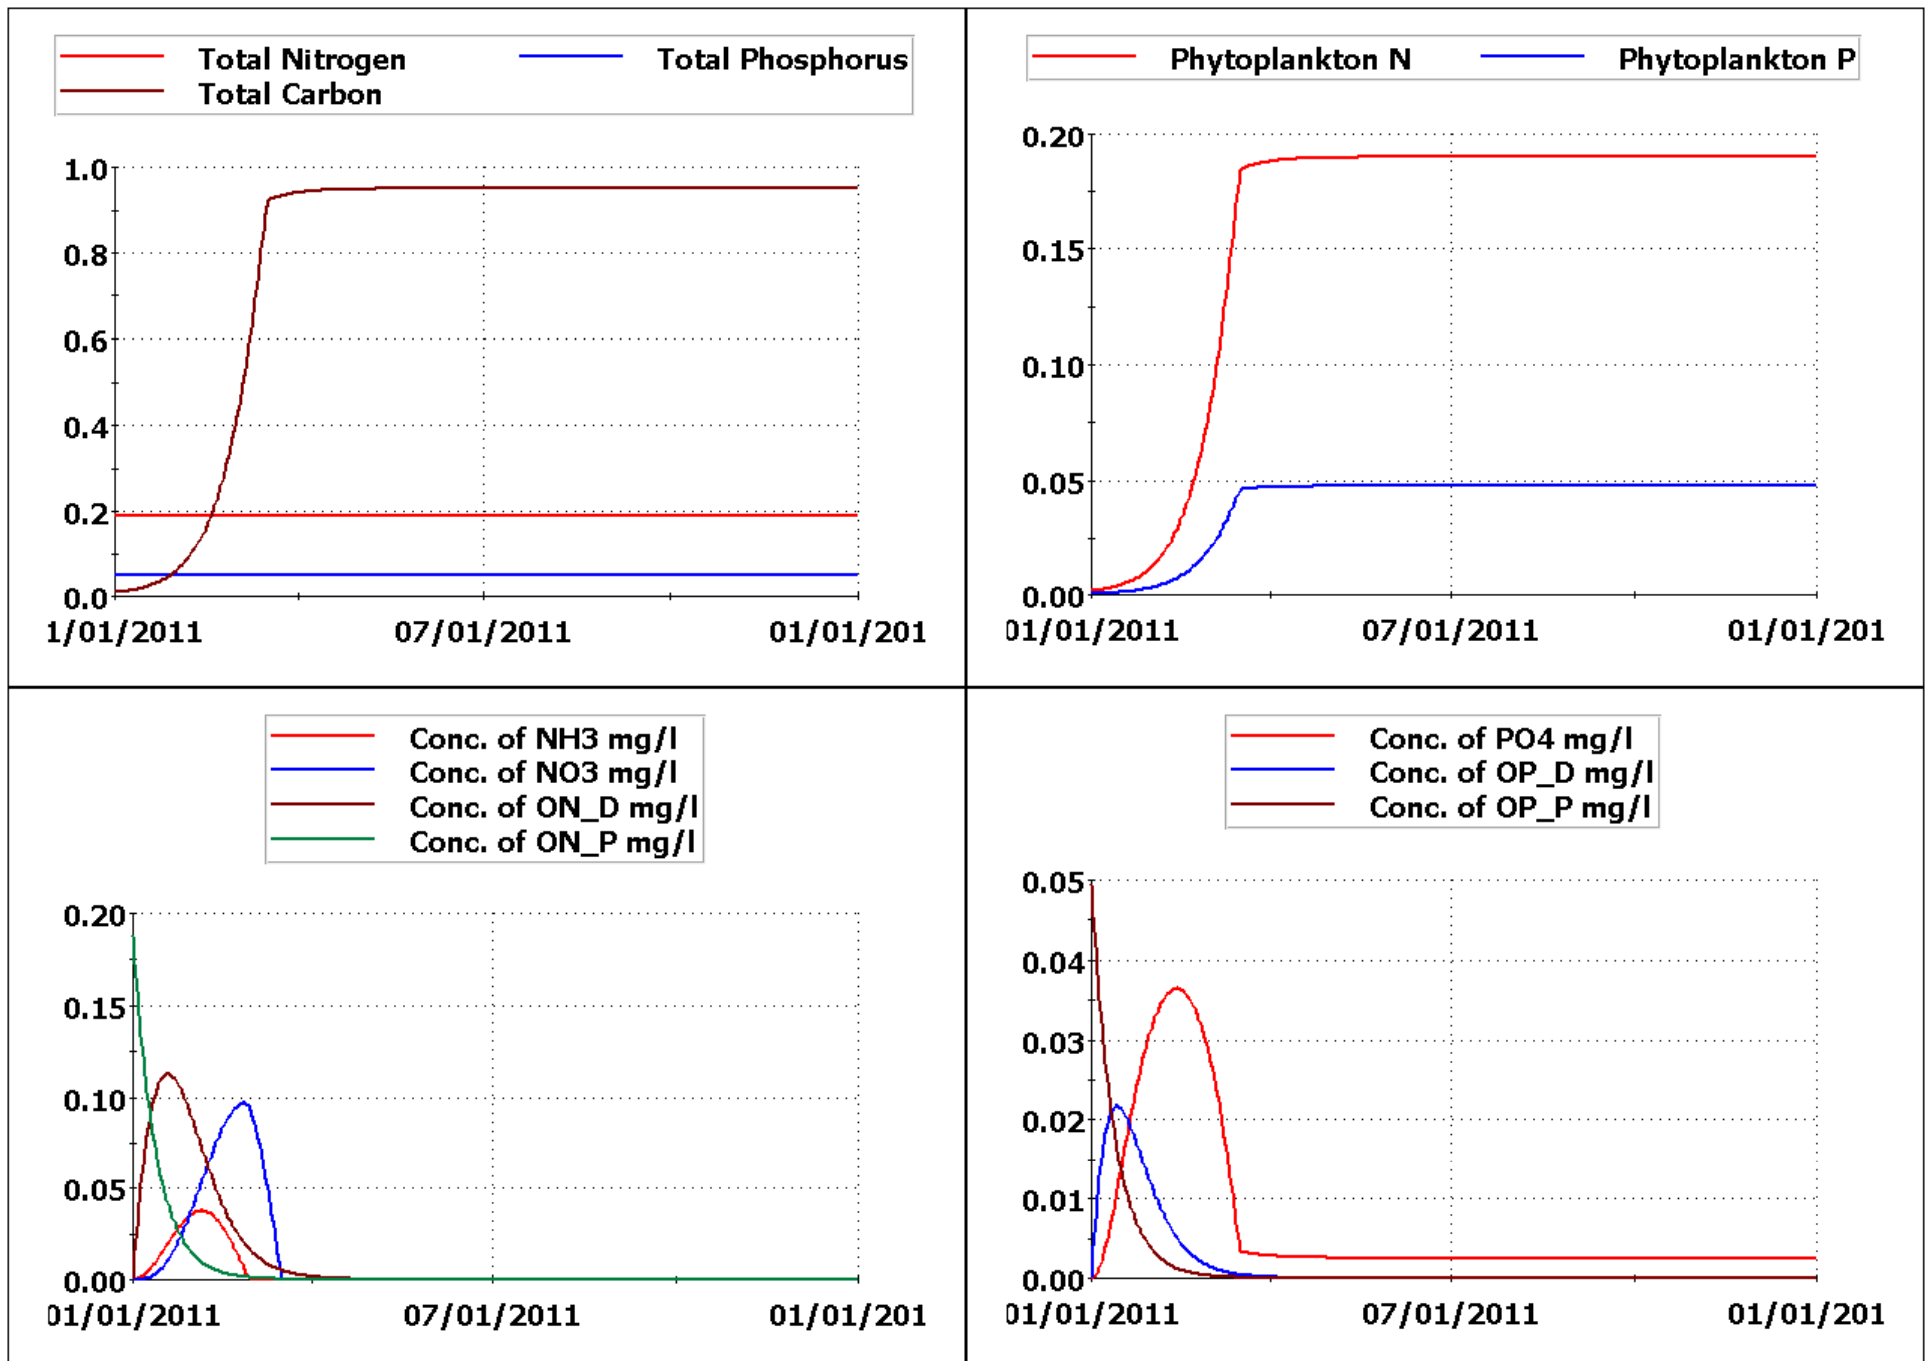 Total Nitrogen Total Phosphorus
Total Carbon
1.0
0.8
0.6
0.4
0.2
0.0
1/01/2011 07/01/2011 01/01/201
Phytoplankton N Phytoplankton P
0.20
0.15
0.10
0.05
0.00
01/01/2011 07/01/2011 01/01/201
Conc. of NH3 mg/l
Conc. of NO3 mg/l
Conc. of ON_D mg/l
Conc. of ON_P mg/l
0.20
0.15
0.10
0.05
0.00
01/01/2011 07/01/2011 01/01/201
Conc. of PO4 mg/l
Conc. of OP_D mg/l
Conc. of OP_P mg/l
0.05
0.04
0.03
0.02
0.01
0.00
01/01/2011 07/01/2011 01/01/201